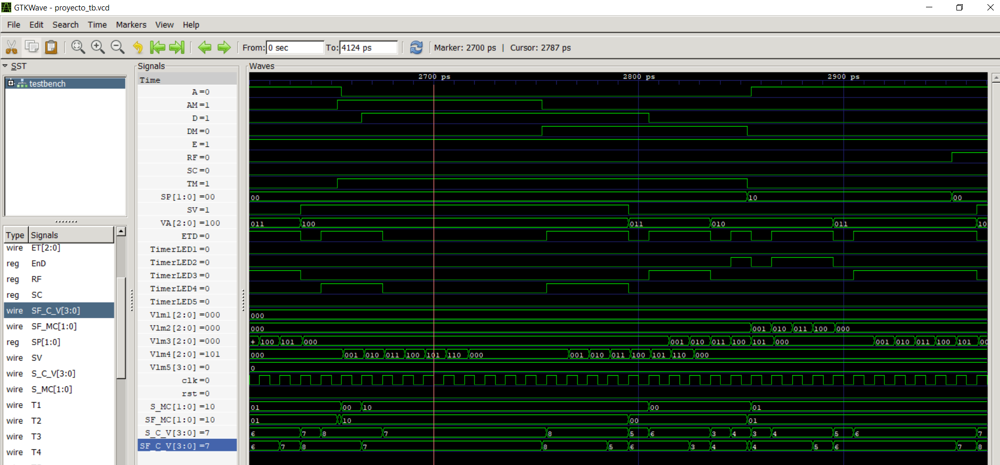 GTKWave - proyecto_tb.vcd
File Edit Search Time Markers View Help
From: 0 sec To: 4124 ps Marker: 2700 ps | Cursor: 2787 ps
SST
testbench
Type Signals
wire ET[2:0]
reg EnD
reg RF
reg SC
wire SF_C_V[3:0]
wire SF_MC[1:0]
reg SP[1:0]
wire SV
wire S_C_V[3:0]
wire S_MC[1:0]
wire T1
wire T2
wire T3
wire T4
Signals
Time
A=0
AM=1
D=1
DM=0
E=1
RF=0
SC=0
TM=1
SP[1:0]=00
SV=1
VA[2:0]=100
ETD=0
TimerLED1=0
TimerLED2=0
TimerLED3=0
TimerLED4=0
TimerLED5=0
Vlm1[2:0]=000
Vlm2[2:0]=000
Vlm3[2:0]=000
Vlm4[2:0]=101
Vlm5[3:0]=0
clk=0
rst=0
S_MC[1:0]=10
SF_MC[1:0]=10
S_C_V[3:0]=7
SF_C_V[3:0]=7
Waves
2700 ps 2800 ps 2900 ps
00 10 00
011 100 011 010 011 10
000
000 001 010 011 100 000
+ 100 101 000 001 010 011 100 101 000 001 010 011 100 101 00
000 001 010 011 100 101 110 000 001 010 011 100 101 110 000
0
01 00 10 00 01
01 10 00 01
6 7 8 7 8 5 6 3 4 3 4 5 6 7
6 7 8 7 8 5 6 3 4 4 5 6 7 8